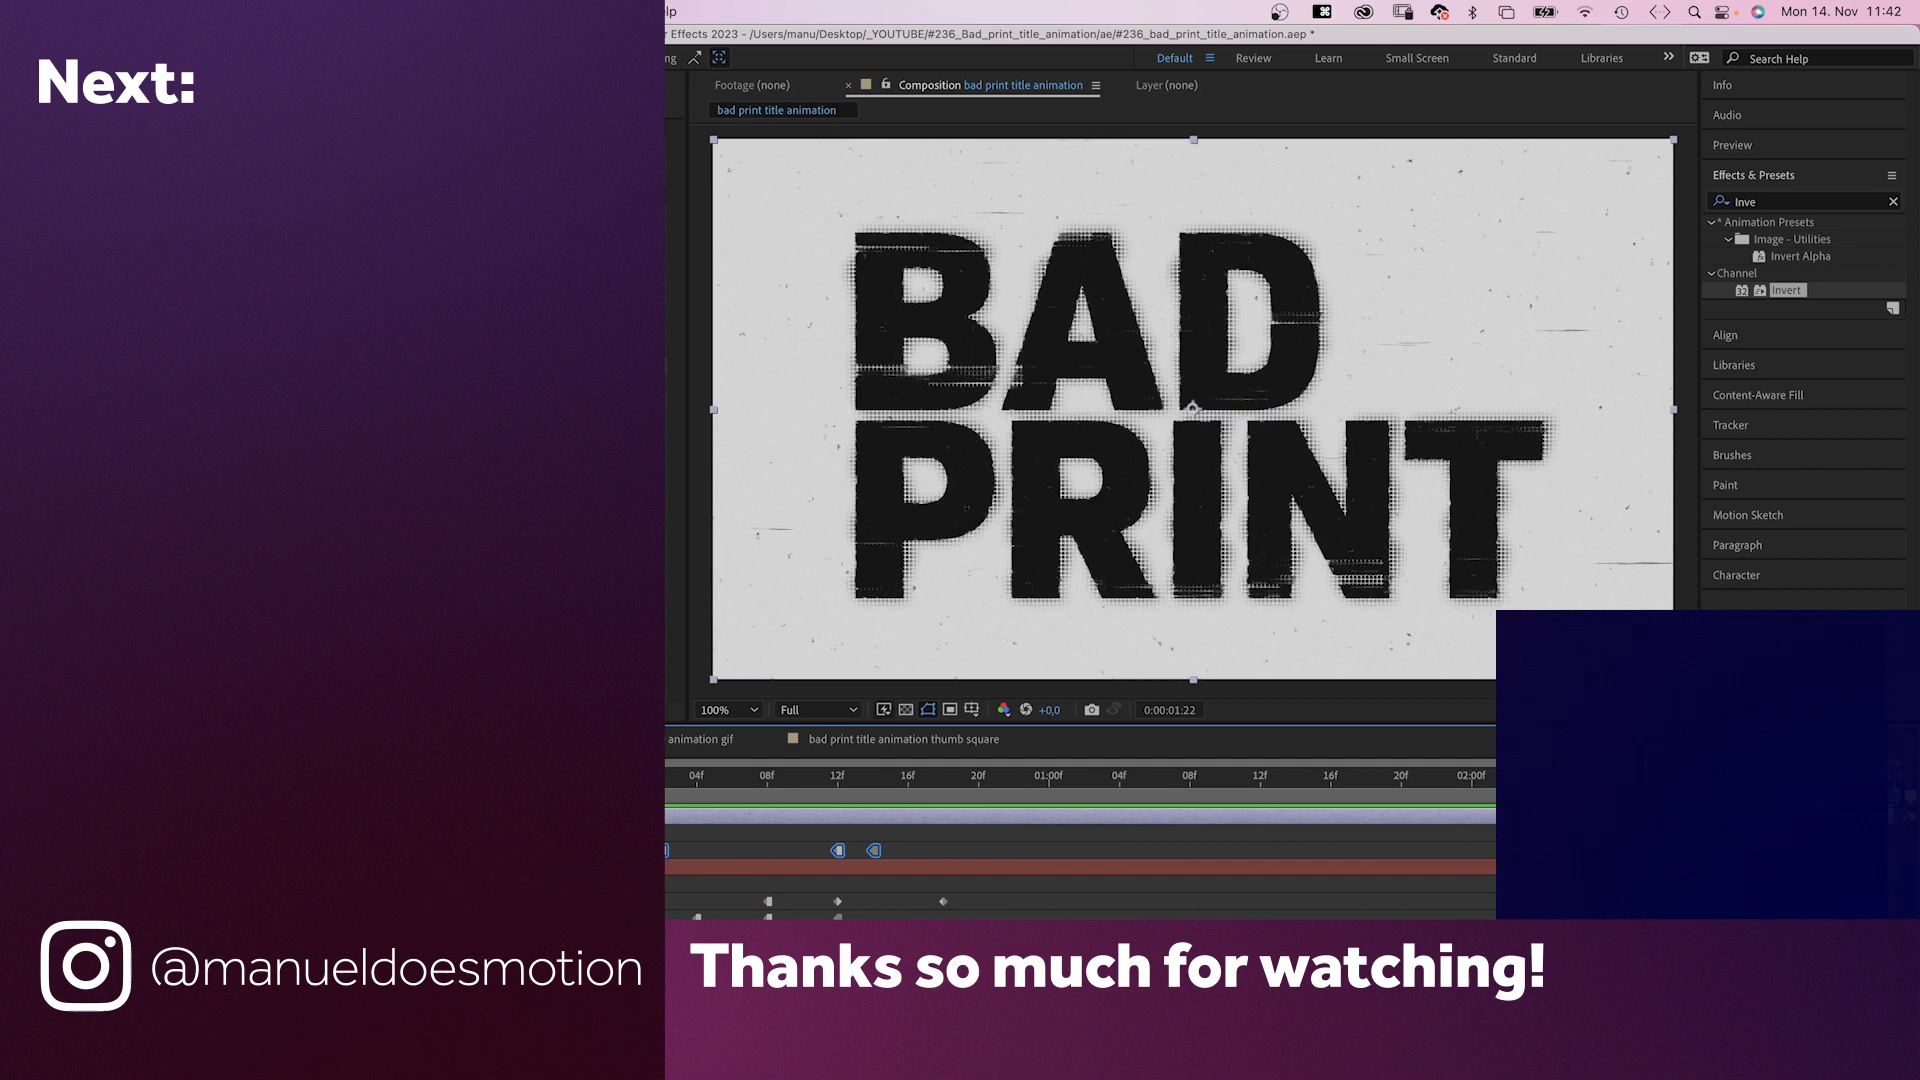 Next:
@manueldoesmotion
lp
Mon 14. Nov 11:42
r Effects 2023 - /Users/manu/Desktop/_YOUTUBE/#236_Bad_print_title_animation/ae/#236_bad_print_title_animation.aep *
ng
Default
Review
Learn
Small Screen
Standard
Libraries
Search Help
Footage (none)
Composition bad print title animation
Layer (none)
bad print title animation
BAD
PRINT
Info
Audio
Preview
Effects & Presets
Inve
* Animation Presets
Image - Utilities
Invert Alpha
Channel
32 Invert
Align
Libraries
Content-Aware Fill
Tracker
Brushes
Paint
Motion Sketch
Paragraph
Character
100%
Full
+0,0
0:00:01:22
animation gif
bad print title animation thumb square
04f 08f 12f 16f 20f 01:00f 04f 08f 12f 16f 20f 02:00f
Thanks so much for watching!